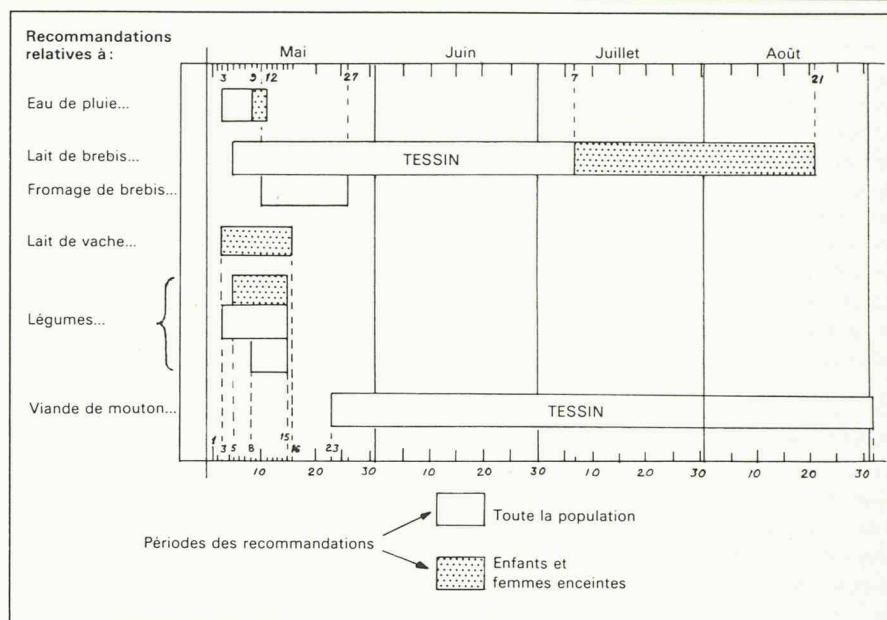 Recommandations
relatives à :
Mai Juin Juillet Août
3 9 12 27 7 21
Eau de pluie...
Lait de brebis... TESSIN
Fromage de brebis...
Lait de vache...
Légumes...
Viande de mouton... TESSIN
1 3 5 8 15 16 23
10 20 30 10 20 30 10 20 30 10 20 30
Toute la population
Périodes des recommandations
Enfants et
femmes enceintes